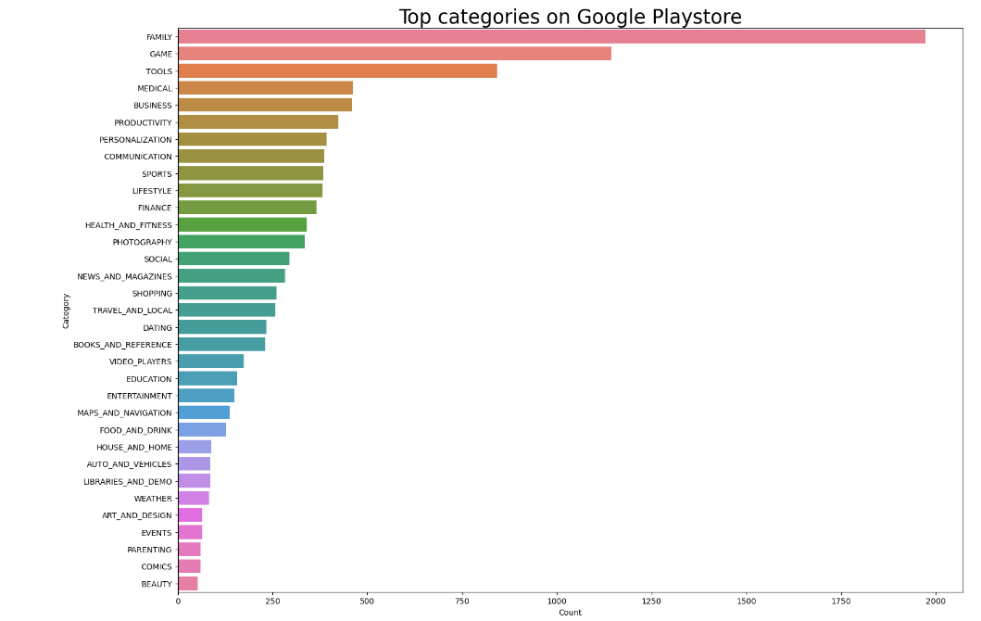 Top categories on Google Playstore
FAMILY
GAME
TOOLS
MEDICAL
BUSINESS
PRODUCTIVITY
PERSONALIZATION
COMMUNICATION
SPORTS
LIFESTYLE
FINANCE
HEALTH_AND_FITNESS
PHOTOGRAPHY
SOCIAL
NEWS_AND_MAGAZINES
SHOPPING
TRAVEL_AND_LOCAL
DATING
BOOKS_AND_REFERENCE
VIDEO_PLAYERS
EDUCATION
ENTERTAINMENT
MAPS_AND_NAVIGATION
FOOD_AND_DRINK
HOUSE_AND_HOME
AUTO_AND_VEHICLES
LIBRARIES_AND_DEMO
WEATHER
ART_AND_DESIGN
EVENTS
PARENTING
COMICS
BEAUTY
Category
0 250 500 750 1000 1250 1500 1750 2000
Count